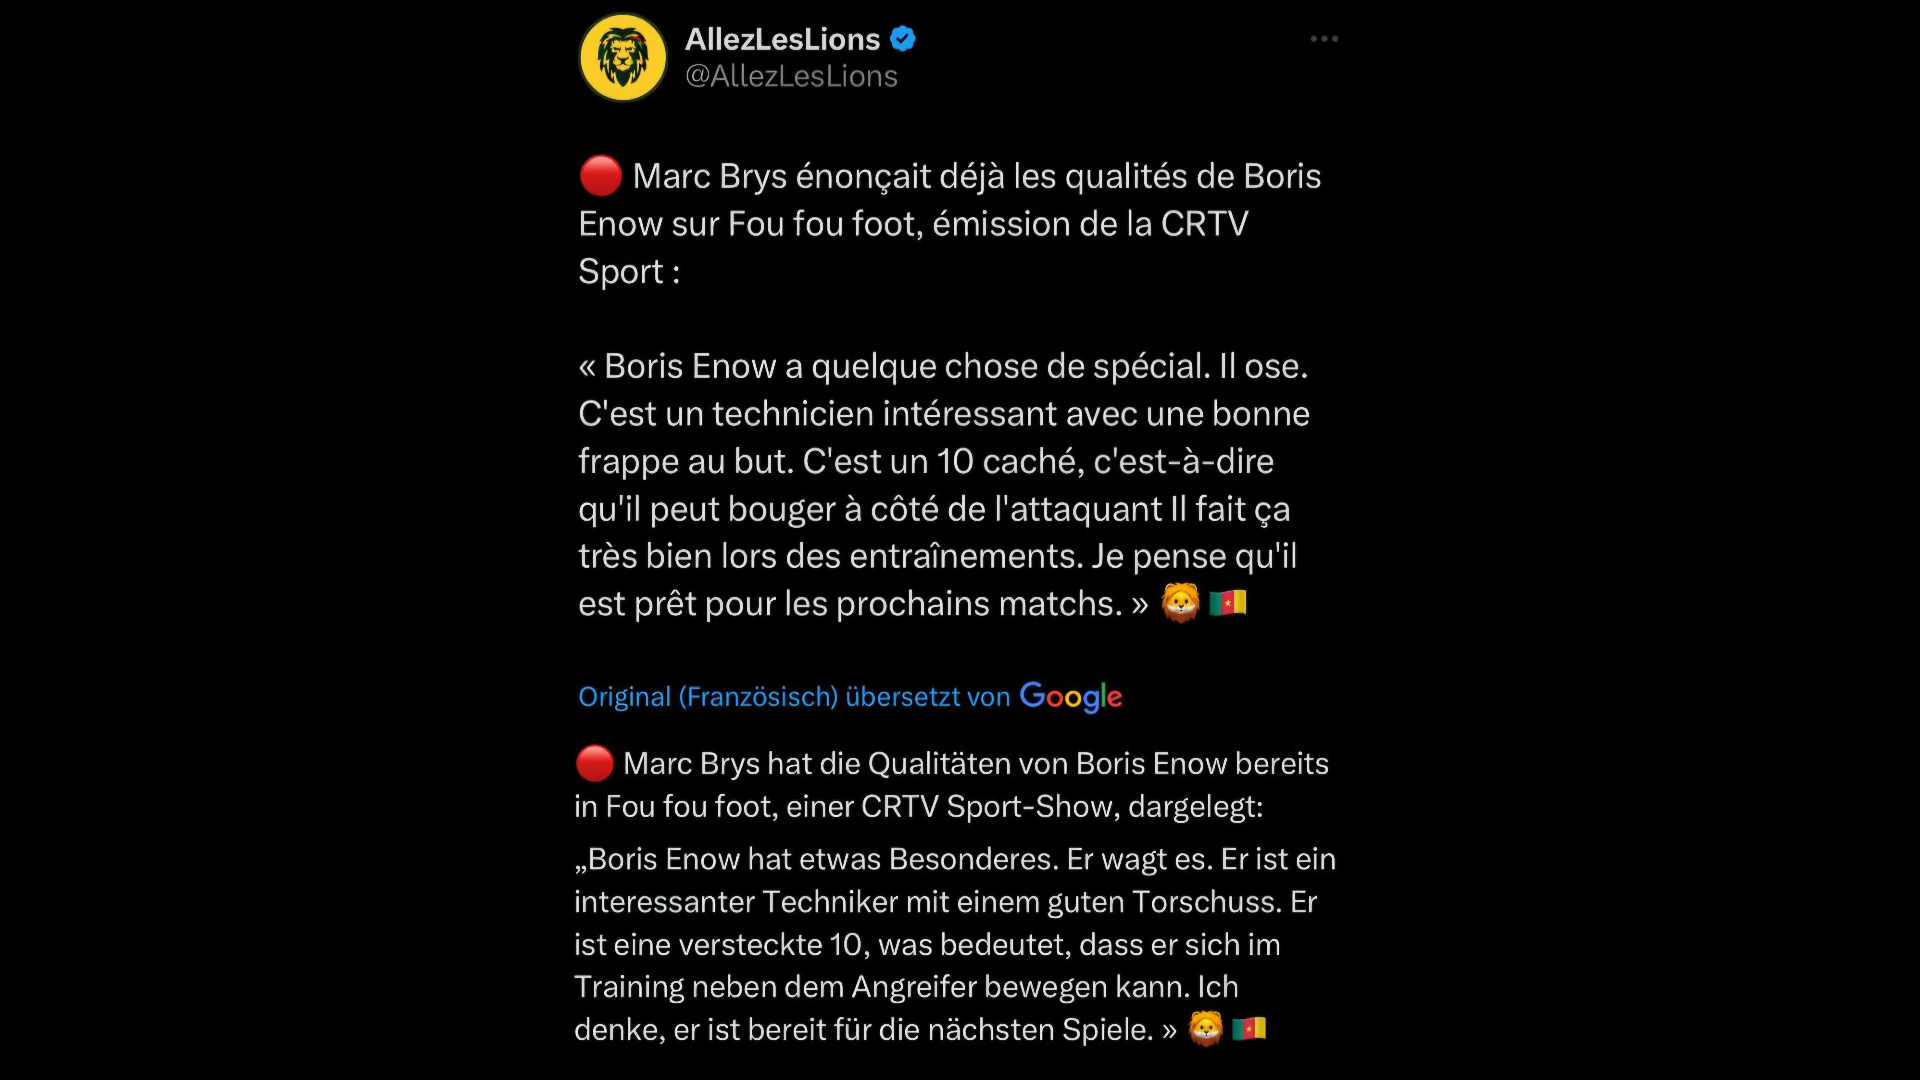 AllezLesLions
@AllezLesLions
🔴 Marc Brys énonçait déjà les qualités de Boris
Enow sur Fou fou foot, émission de la CRTV
Sport :
« Boris Enow a quelque chose de spécial. Il ose.
C'est un technicien intéressant avec une bonne
frappe au but. C'est un 10 caché, c'est-à-dire
qu'il peut bouger à côté de l'attaquant Il fait ça
très bien lors des entraînements. Je pense qu'il
est prêt pour les prochains matchs. » 🦁🇨🇲
Original (Französisch) übersetzt von Google
🔴 Marc Brys hat die Qualitäten von Boris Enow bereits
in Fou fou foot, einer CRTV Sport-Show, dargelegt:
„Boris Enow hat etwas Besonderes. Er wagt es. Er ist ein
interessanter Techniker mit einem guten Torschuss. Er
ist eine versteckte 10, was bedeutet, dass er sich im
Training neben dem Angreifer bewegen kann. Ich
denke, er ist bereit für die nächsten Spiele. » 🦁🇨🇲